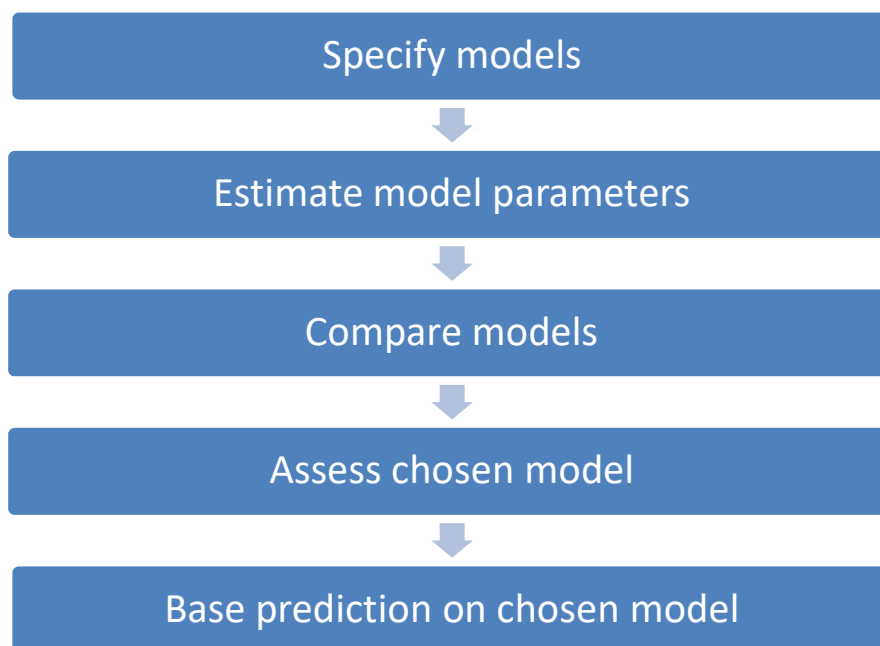 Specify models
Estimate model parameters
Compare models
Assess chosen model
Base prediction on chosen model